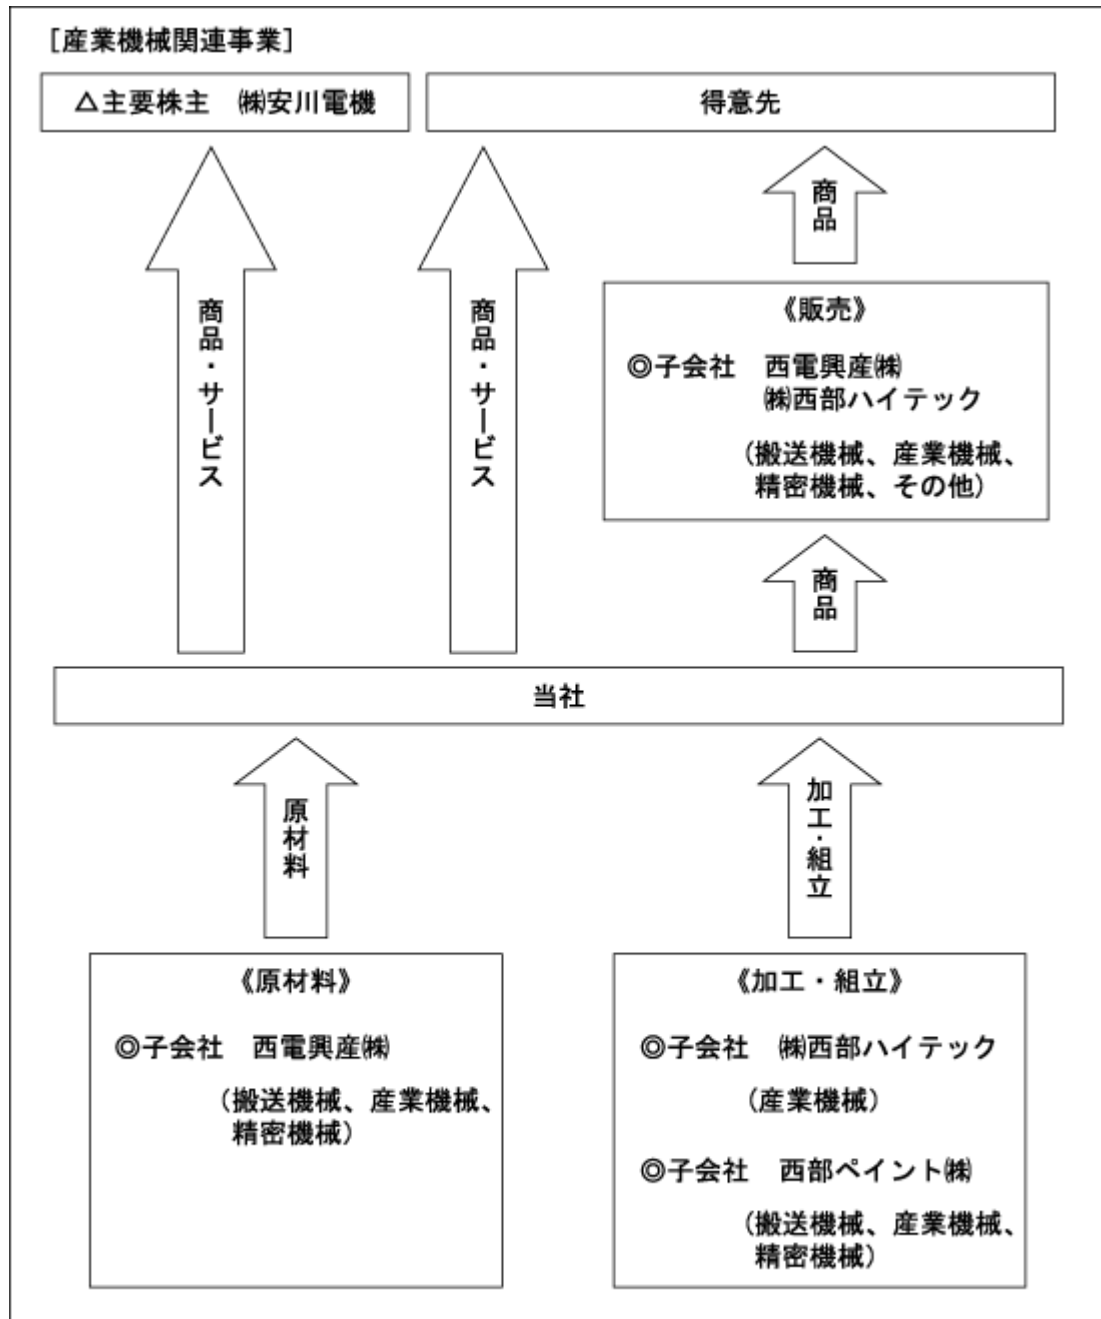 ［産業機械関連事業］
△主要株主　㈱安川電機
得意先
商品・サービス
商品・サービス
商品
《販売》
◎子会社　西電興産㈱
㈱西部ハイテック
（搬送機械、産業機械、
精密機械、その他）
商品
当社
原材料
加工・組立
《原材料》
◎子会社　西電興産㈱
（搬送機械、産業機械、
精密機械）
《加工・組立》
◎子会社　㈱西部ハイテック
（産業機械）
◎子会社　西部ペイント㈱
（搬送機械、産業機械、
精密機械）